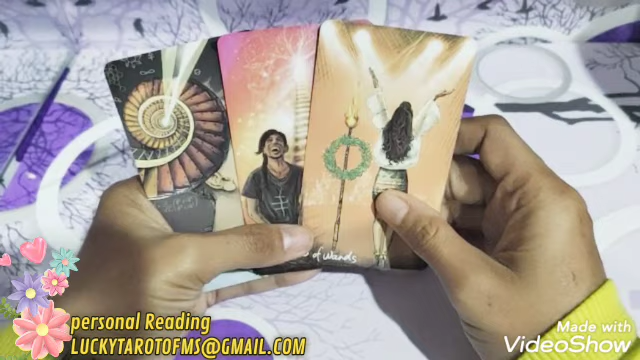 of wands
personal Reading
LUCKYTAROTOFMS@GMAIL.COM
Made with
VideoShow